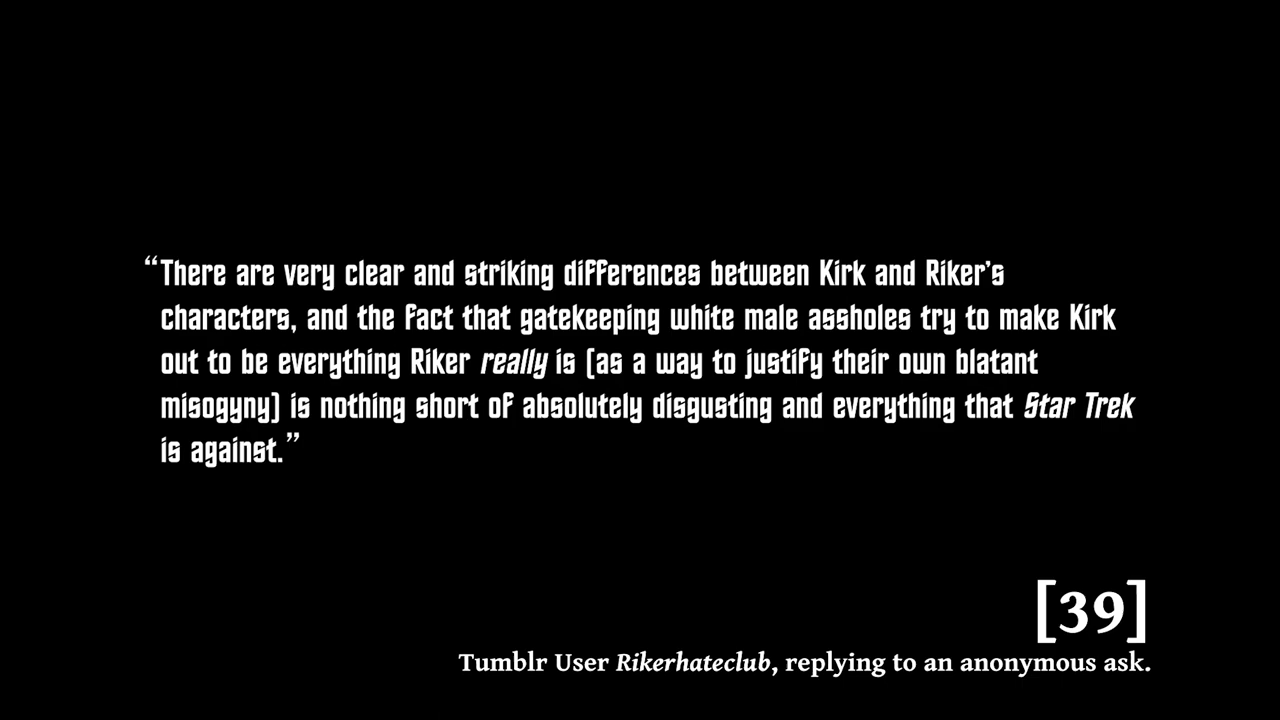 “There are very clear and striking differences between Kirk and Riker’s
characters, and the fact that gatekeeping white male assholes try to make Kirk
out to be everything Riker really is (as a way to justify their own blatant
misogyny) is nothing short of absolutely disgusting and everything that Star Trek
is against.”
[39]
Tumblr User Rikerhateclub, replying to an anonymous ask.